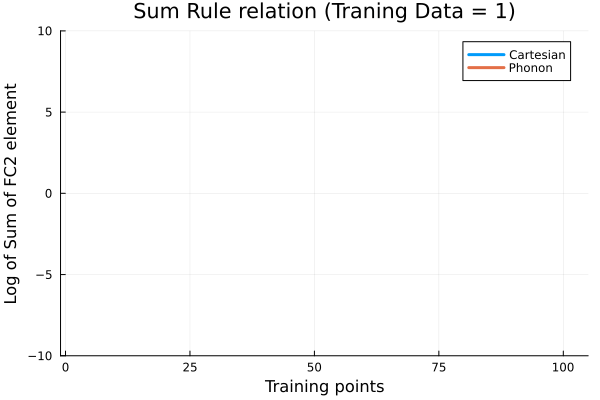 Sum Rule relation (Traning Data = 1)
Cartesian
Phonon
Log of Sum of FC2 element
10
5
0
−5
−10
0 25 50 75 100
Training points